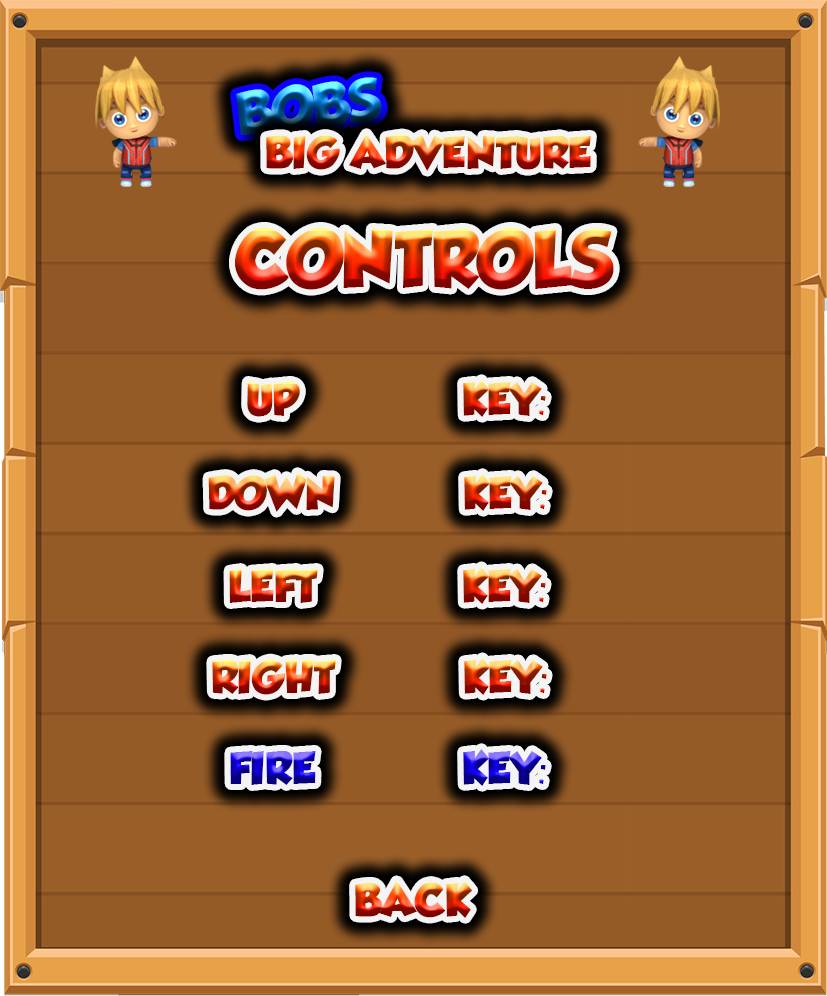 BOBS
BIG ADVENTURE
CONTROLS
UP KEY:
DOWN KEY:
LEFT KEY:
RIGHT KEY:
FIRE KEY:
BACK